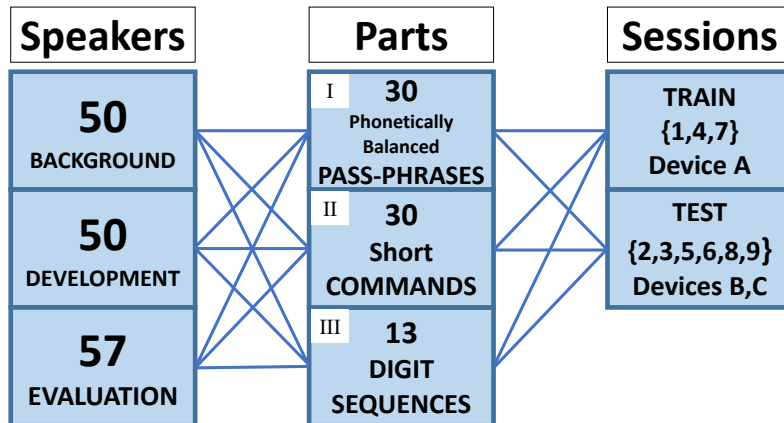 Speakers
50
BACKGROUND
50
DEVELOPMENT
57
EVALUATION
Parts
I
30
Phonetically
Balanced
PASS-PHRASES
II
30
Short
COMMANDS
III
13
DIGIT
SEQUENCES
Sessions
TRAIN
{1,4,7}
Device A
TEST
{2,3,5,6,8,9}
Devices B,C